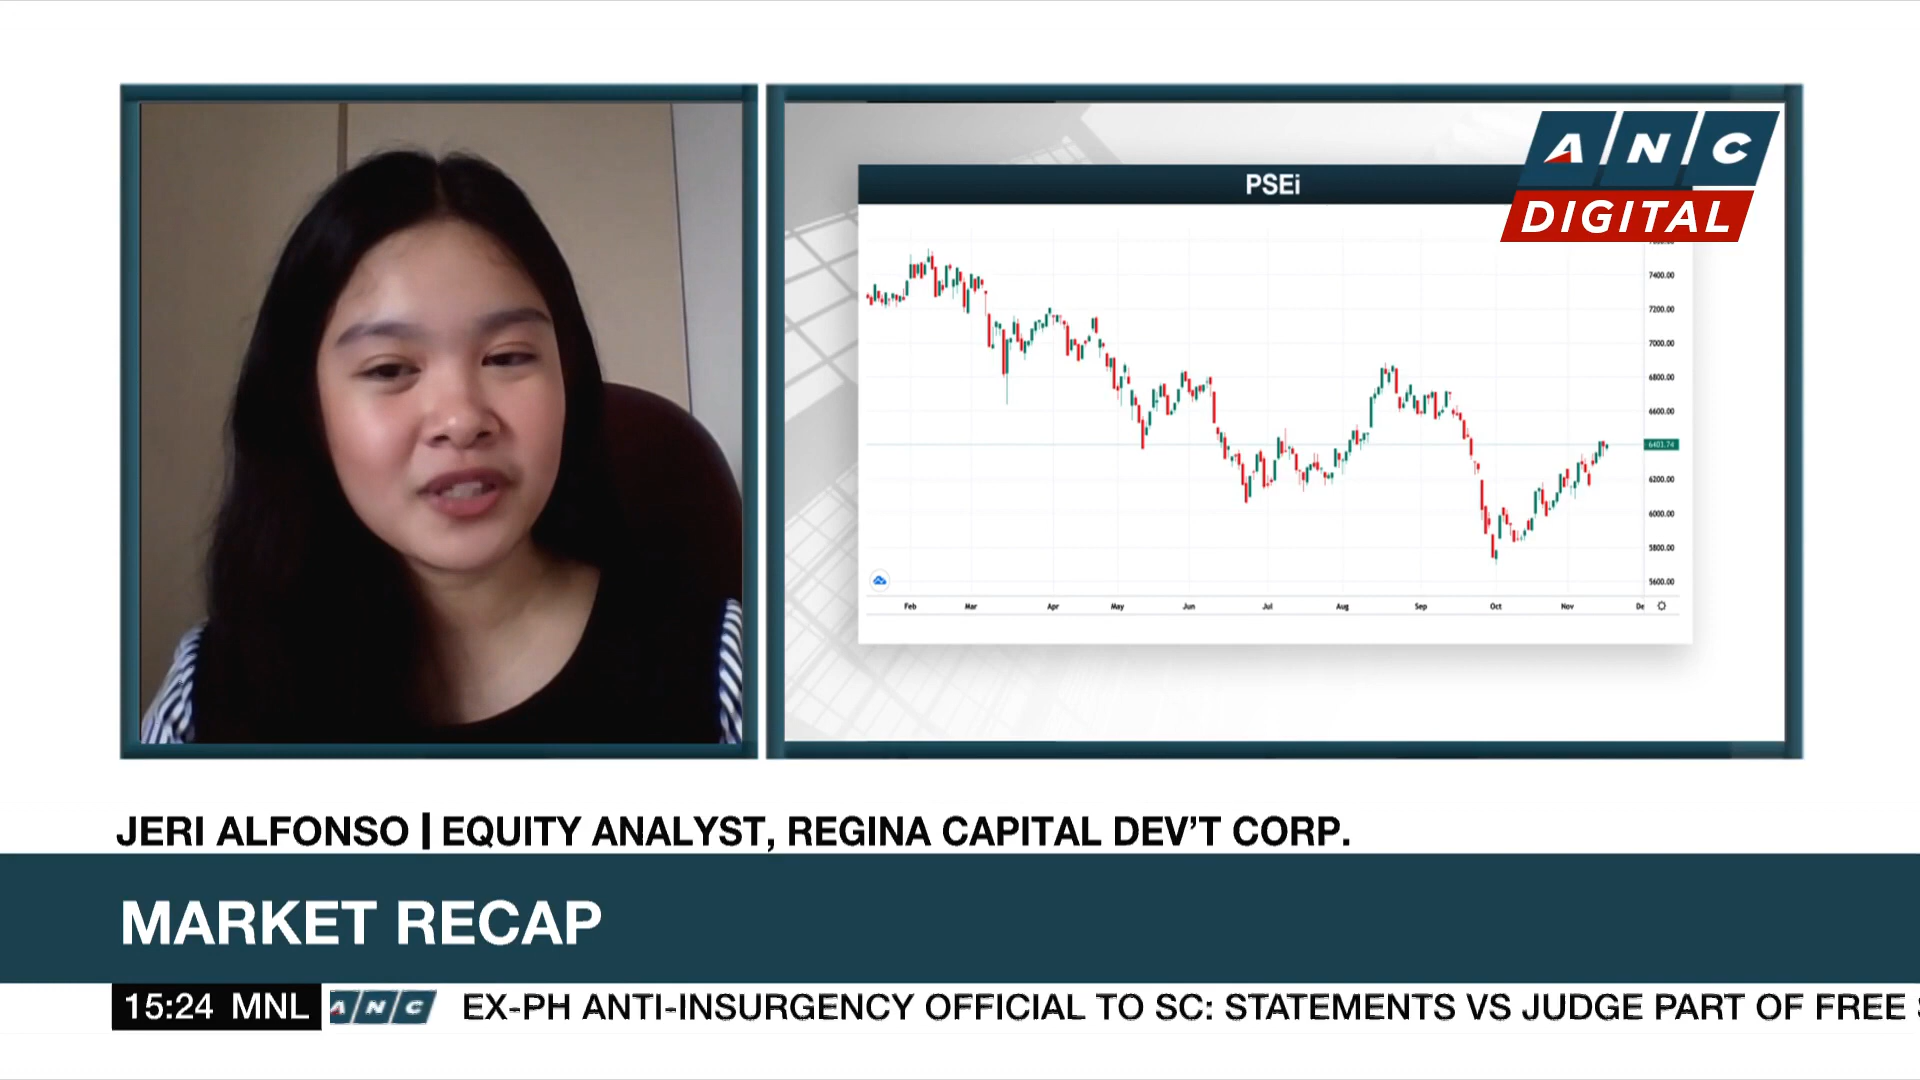 ANC
DIGITAL
PSEi
7400.00
7200.00
7000.00
6800.00
6600.00
6401.74
6200.00
6000.00
5800.00
5600.00
Feb Mar Apr May Jun Jul Aug Sep Oct Nov De
JERI ALFONSO | EQUITY ANALYST, REGINA CAPITAL DEV'T CORP.
MARKET RECAP
15:24 MNL ANC EX-PH ANTI-INSURGENCY OFFICIAL TO SC: STATEMENTS VS JUDGE PART OF FREE